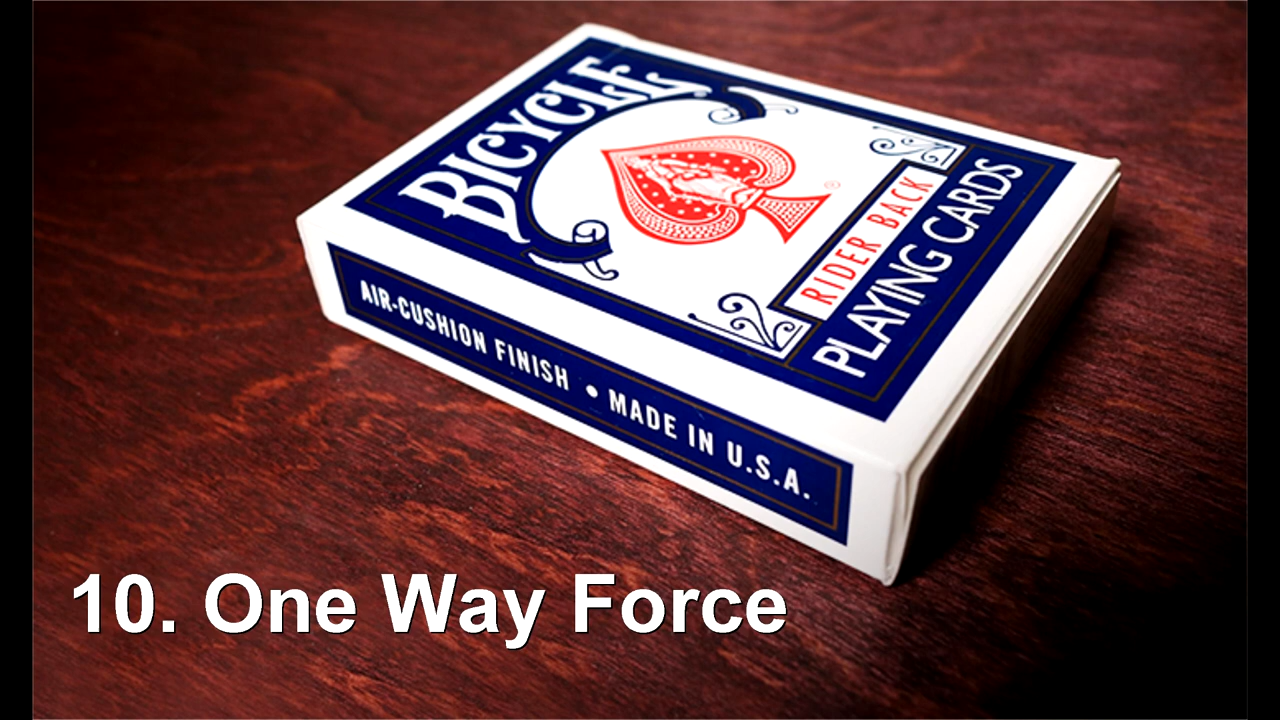 BICYCLE
®
RIDER BACK
PLAYING CARDS
AIR-CUSHION FINISH • MADE IN U.S.A.
10. One Way Force